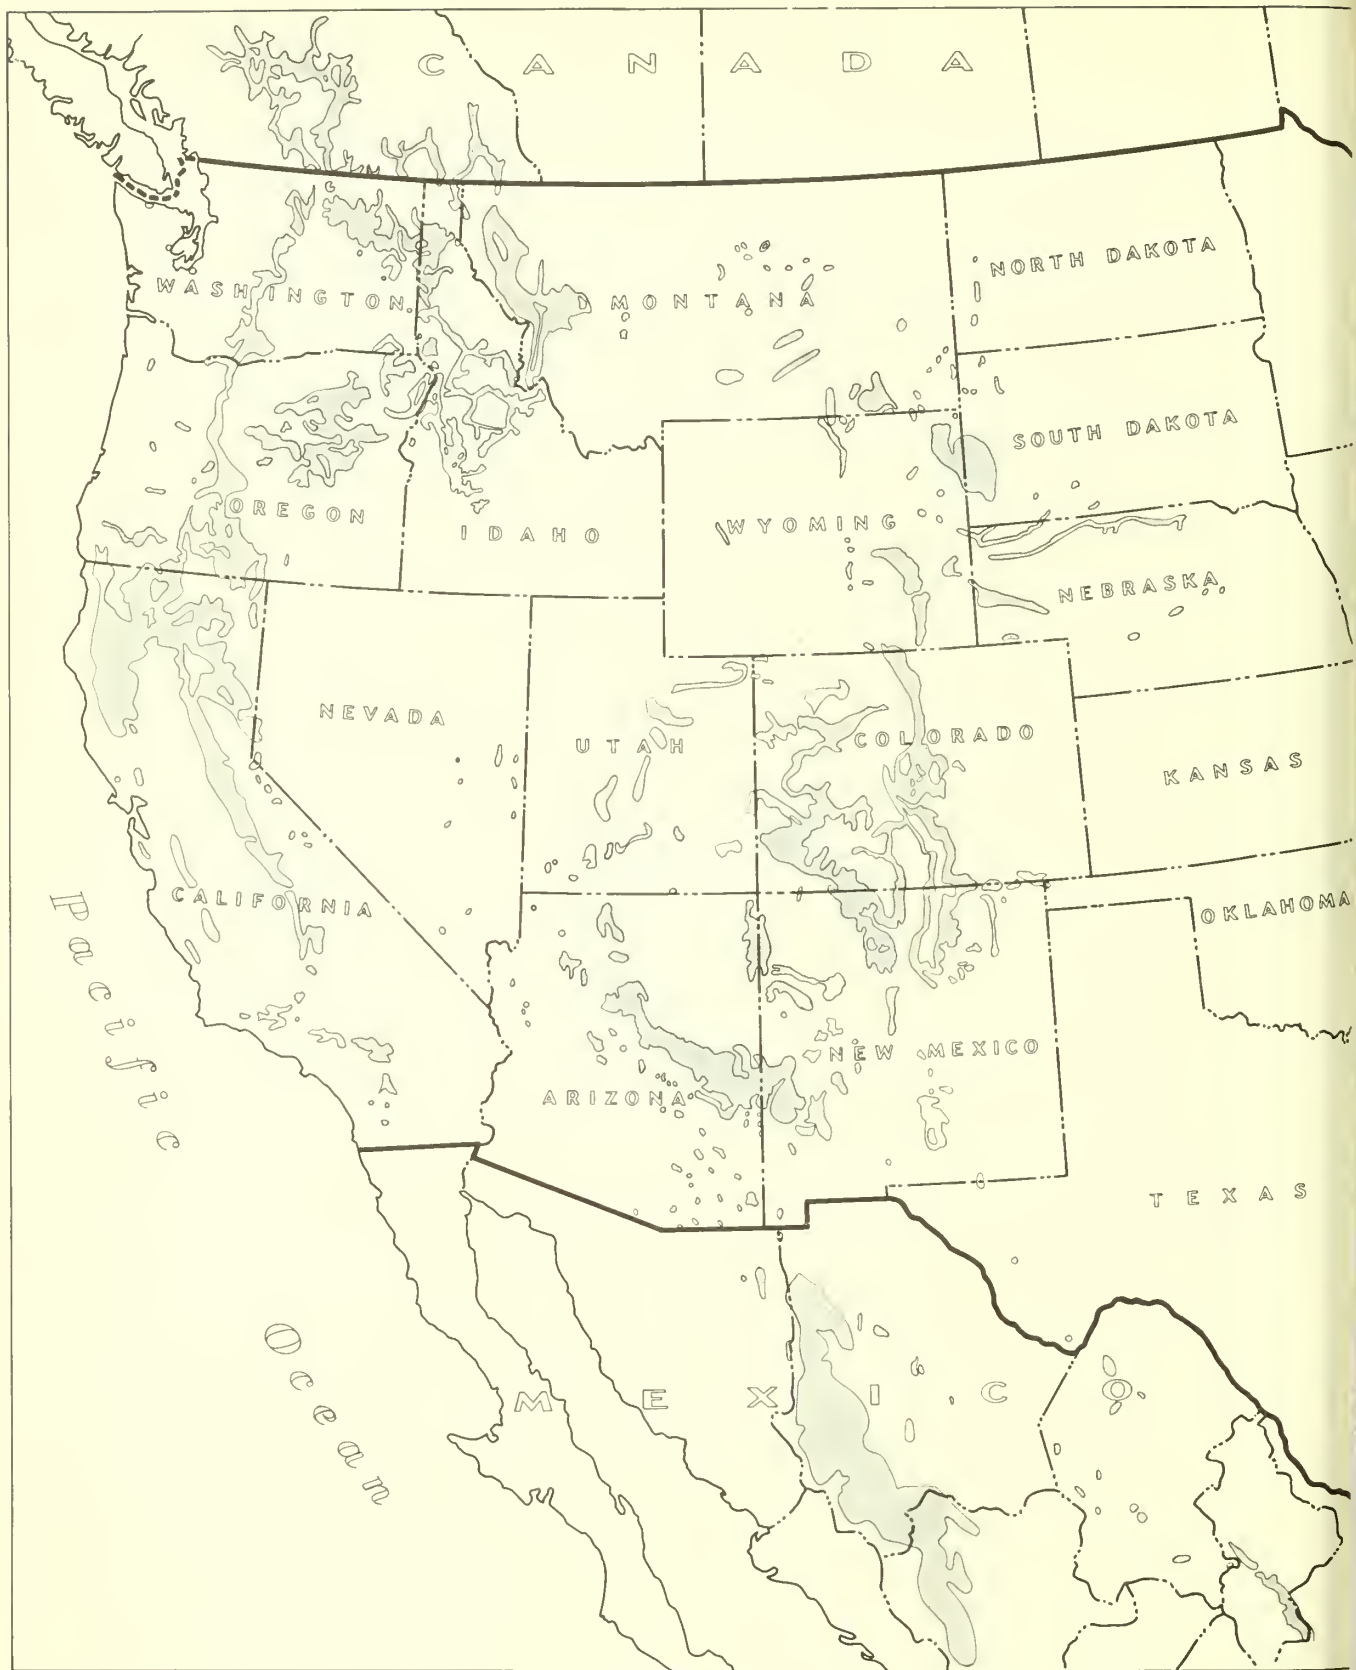 CANADA
NORTH DAKOTA
WASHINGTON
MONTANA
SOUTH DAKOTA
OREGON
IDAHO
WYOMING
NEBRASKA
NEVADA
UTAH
COLORADO
KANSAS
CALIFORNIA
OKLAHOMA
Pacific
Ocean
ARIZONA
NEW MEXICO
TEXAS
MEXICO